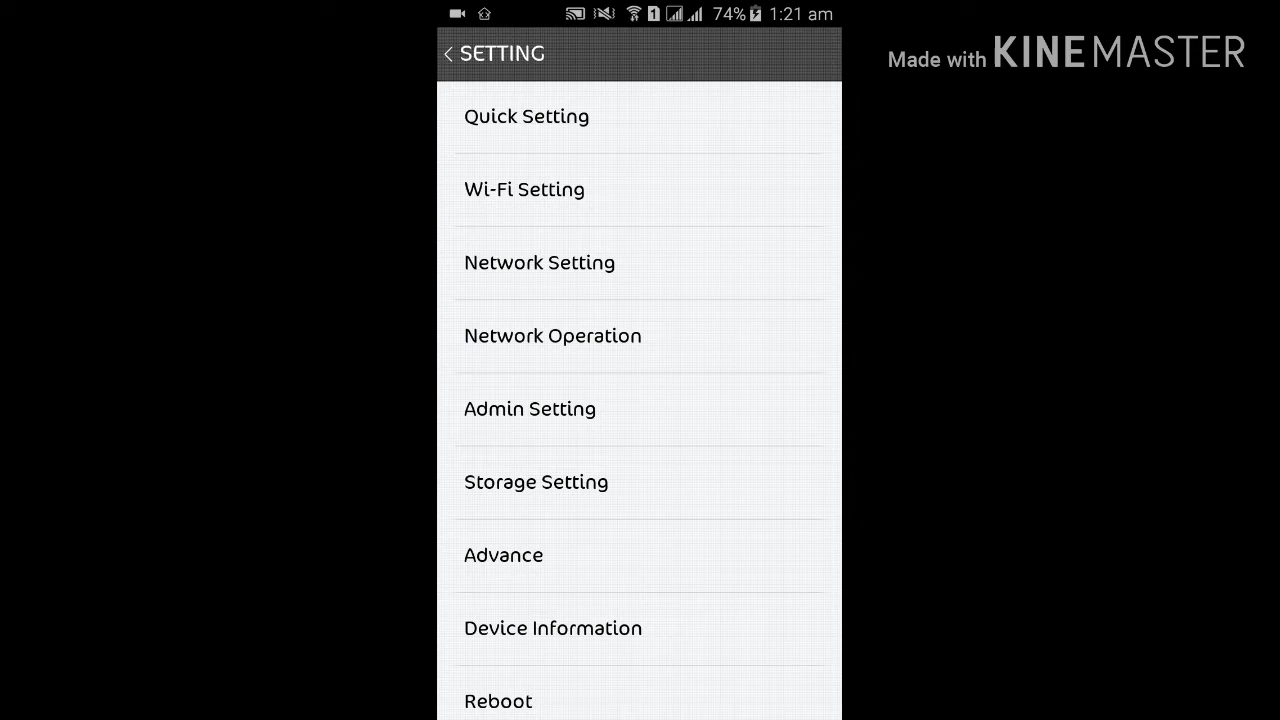 1 74% 1:21 am
SETTING
Made with KINEMASTER
Quick Setting
Wi-Fi Setting
Network Setting
Network Operation
Admin Setting
Storage Setting
Advance
Device Information
Reboot